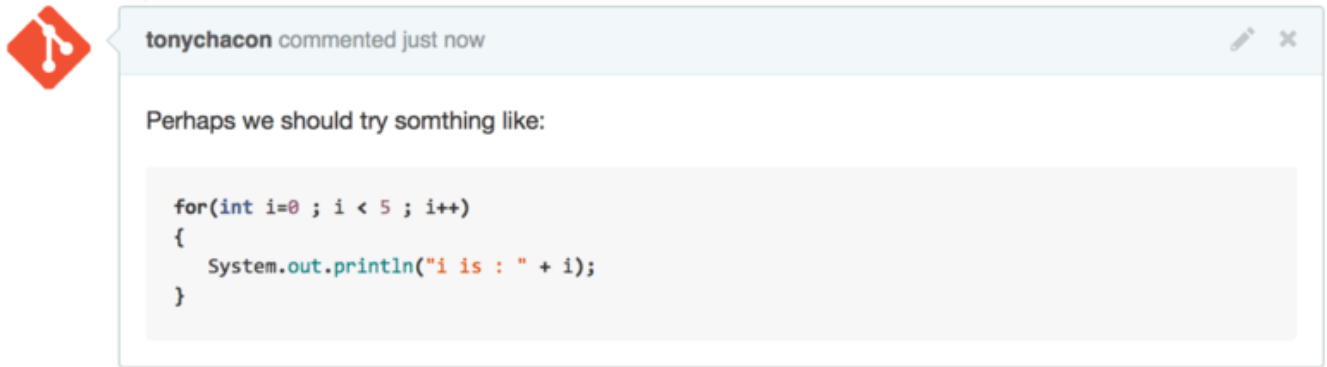 tonychacon commented just now
Perhaps we should try somthing like:
for(int i=0 ; i < 5 ; i++)
{
   System.out.println("i is : " + i);
}